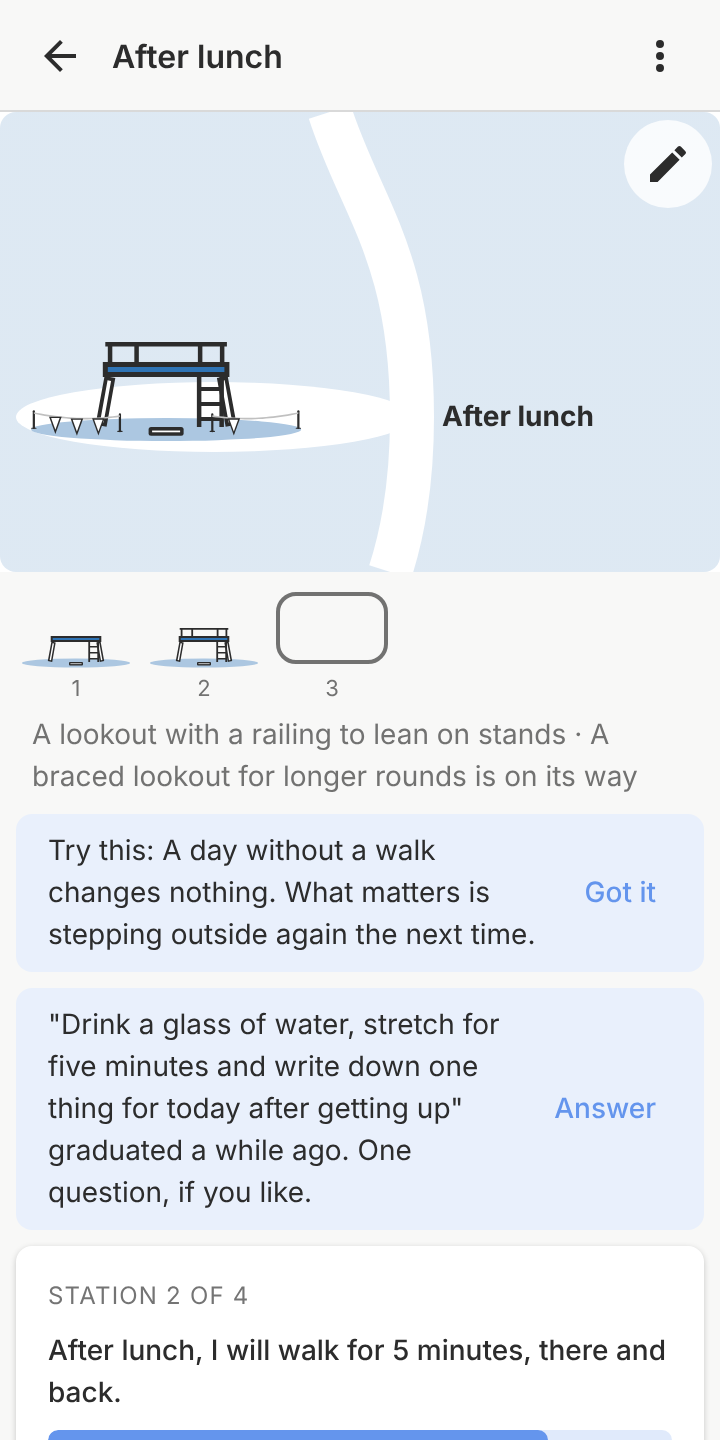 After lunch
After lunch
1
2
3
A lookout with a railing to lean on stands · A
braced lookout for longer rounds is on its way
Try this: A day without a walk
changes nothing. What matters is
stepping outside again the next time.
Got it
"Drink a glass of water, stretch for
five minutes and write down one
thing for today after getting up"
graduated a while ago. One
question, if you like.
Answer
STATION 2 OF 4
After lunch, I will walk for 5 minutes, there and
back.